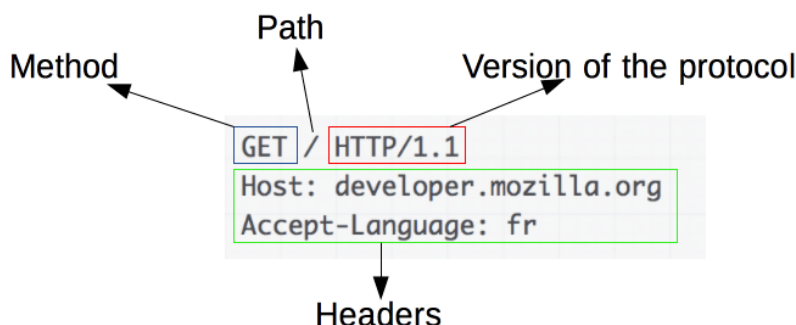 Path
Method
Version of the protocol
GET / HTTP/1.1
Host: developer.mozilla.org
Accept-Language: fr
Headers